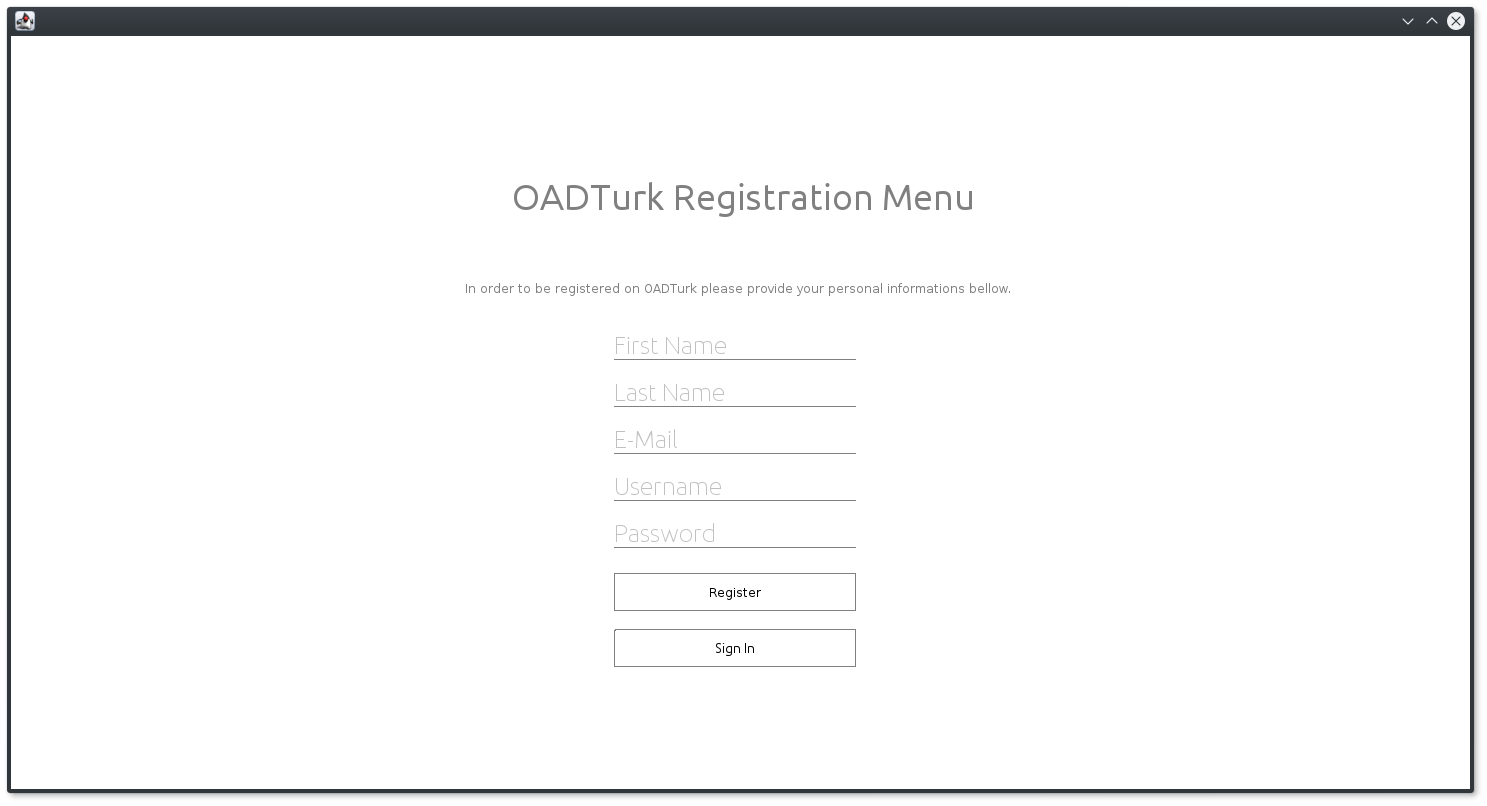 OADTurk Registration Menu
In order to be registered on OADTurk please provide your personal informations bellow.
First Name
Last Name
E-Mail
Username
Password
Register
Sign In